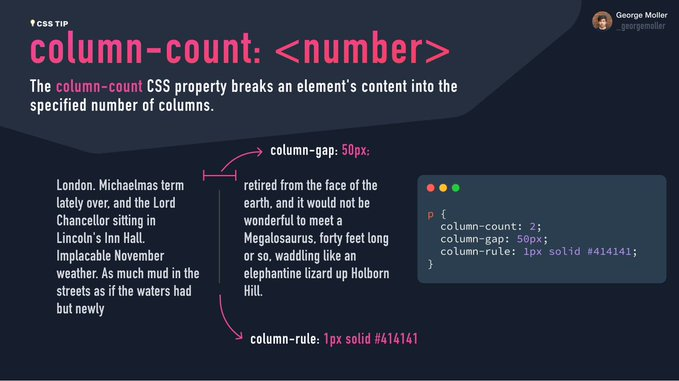 💡CSS TIP
George Moller
_georgemoller
column-count: <number>
The column-count CSS property breaks an element's content into the
specified number of columns.
column-gap: 50px;
London. Michaelmas term
lately over, and the Lord
Chancellor sitting in
Lincoln's Inn Hall.
Implacable November
weather. As much mud in the
streets as if the waters had
but newly
retired from the face of the
earth, and it would not be
wonderful to meet a
Megalosaurus, forty feet long
or so, waddling like an
elephantine lizard up Holborn
Hill.
p {
column-count: 2;
column-gap: 50px;
column-rule: 1px solid #414141;
}
column-rule: 1px solid #414141